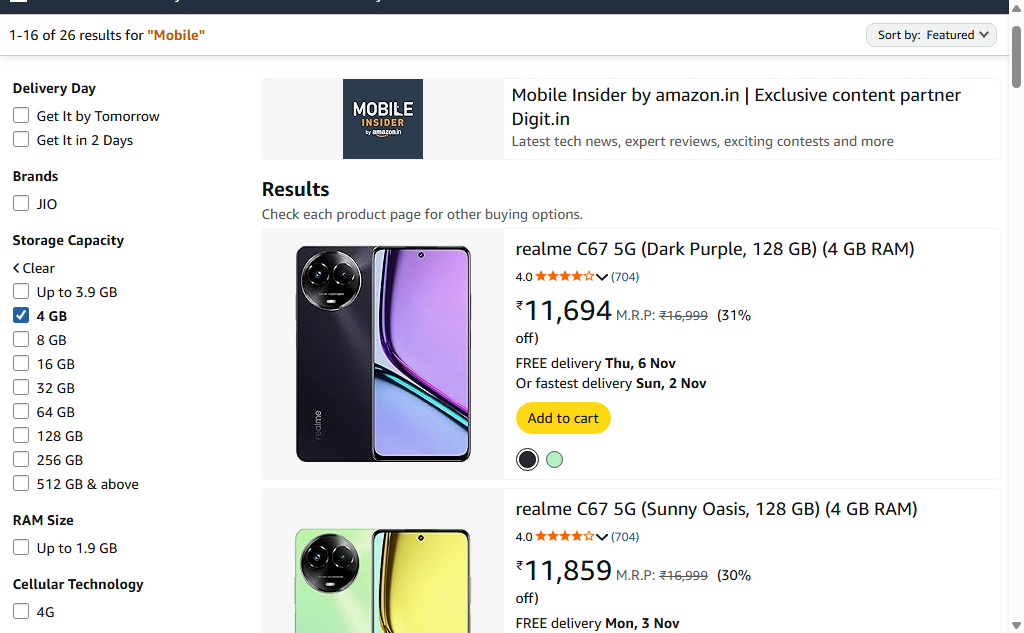 1-16 of 26 results for "Mobile"
Sort by: Featured
Delivery Day
Get It by Tomorrow
Get It in 2 Days
Brands
JIO
Storage Capacity
Clear
Up to 3.9 GB
4 GB
8 GB
16 GB
32 GB
64 GB
128 GB
256 GB
512 GB & above
RAM Size
Up to 1.9 GB
Cellular Technology
4G
MOBILE
INSIDER
by amazon.in
Mobile Insider by amazon.in | Exclusive content partner
Digit.in
Latest tech news, expert reviews, exciting contests and more
Results
Check each product page for other buying options.
realme
realme C67 5G (Dark Purple, 128 GB) (4 GB RAM)
4.0 (704)
₹11,694 M.R.P: ₹16,999 (31%
off)
FREE delivery Thu, 6 Nov
Or fastest delivery Sun, 2 Nov
Add to cart
realme C67 5G (Sunny Oasis, 128 GB) (4 GB RAM)
4.0 (704)
₹11,859 M.R.P: ₹16,999 (30%
off)
FREE delivery Mon, 3 Nov